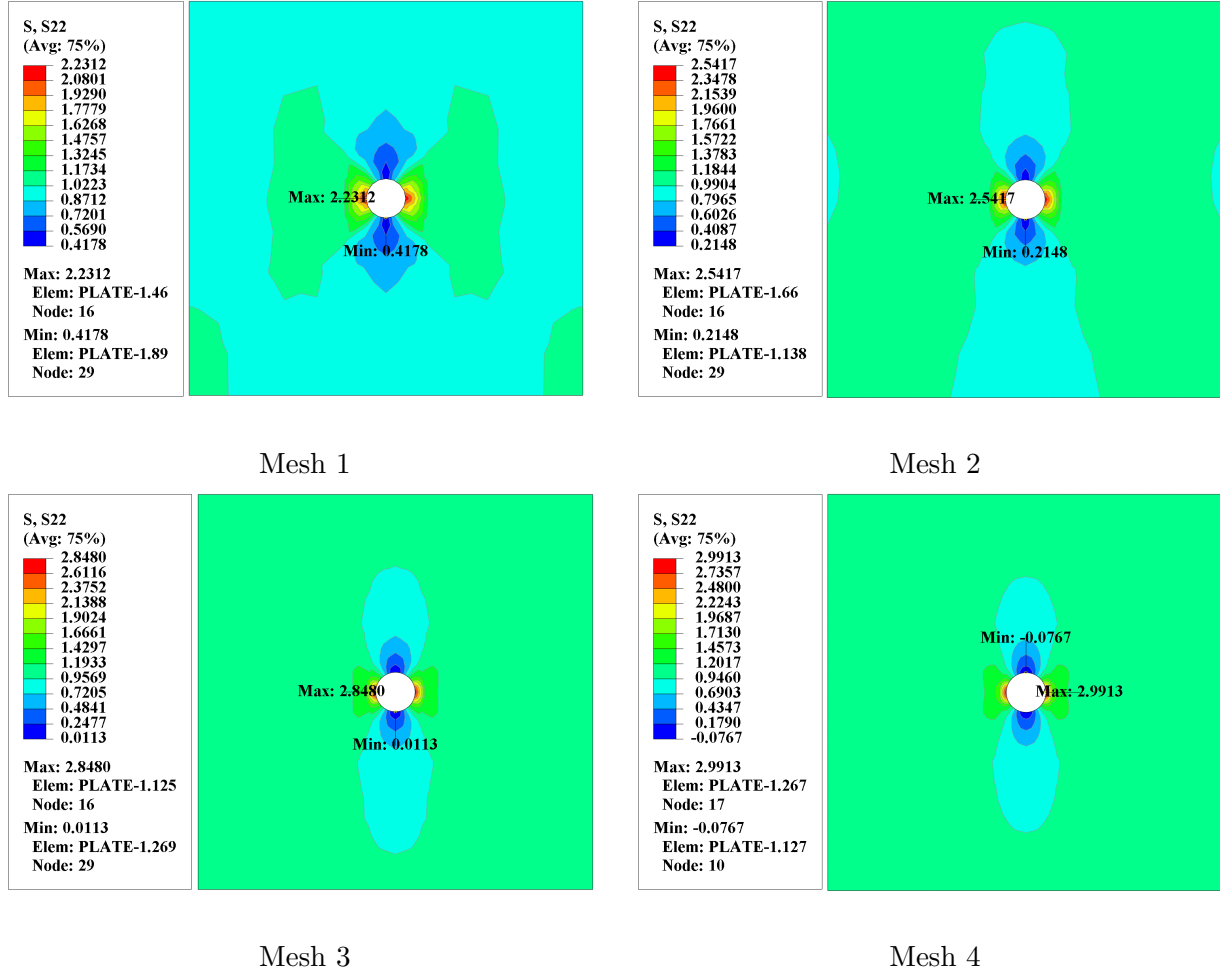 S, S22
(Avg: 75%)
2.2312
2.0801
1.9290
1.7779
1.6268
1.4757
1.3245
1.1734
1.0223
0.8712
0.7201
0.5690
0.4178
Max: 2.2312
Elem: PLATE-1.46
Node: 16
Min: 0.4178
Elem: PLATE-1.89
Node: 29
Max: 2.2312
Min: 0.4178
Mesh 1
S, S22
(Avg: 75%)
2.5417
2.3478
2.1539
1.9600
1.7661
1.5722
1.3783
1.1844
0.9904
0.7965
0.6026
0.4087
0.2148
Max: 2.5417
Elem: PLATE-1.66
Node: 16
Min: 0.2148
Elem: PLATE-1.138
Node: 29
Max: 2.5417
Min: 0.2148
Mesh 2
S, S22
(Avg: 75%)
2.8480
2.6116
2.3752
2.1388
1.9024
1.6661
1.4297
1.1933
0.9569
0.7205
0.4841
0.2477
0.0113
Max: 2.8480
Elem: PLATE-1.125
Node: 16
Min: 0.0113
Elem: PLATE-1.269
Node: 29
Max: 2.8480
Min: 0.0113
Mesh 3
S, S22
(Avg: 75%)
2.9913
2.7357
2.4800
2.2243
1.9687
1.7130
1.4573
1.2017
0.9460
0.6903
0.4347
0.1790
-0.0767
Max: 2.9913
Elem: PLATE-1.267
Node: 17
Min: -0.0767
Elem: PLATE-1.127
Node: 10
Min: -0.0767
Max: 2.9913
Mesh 4